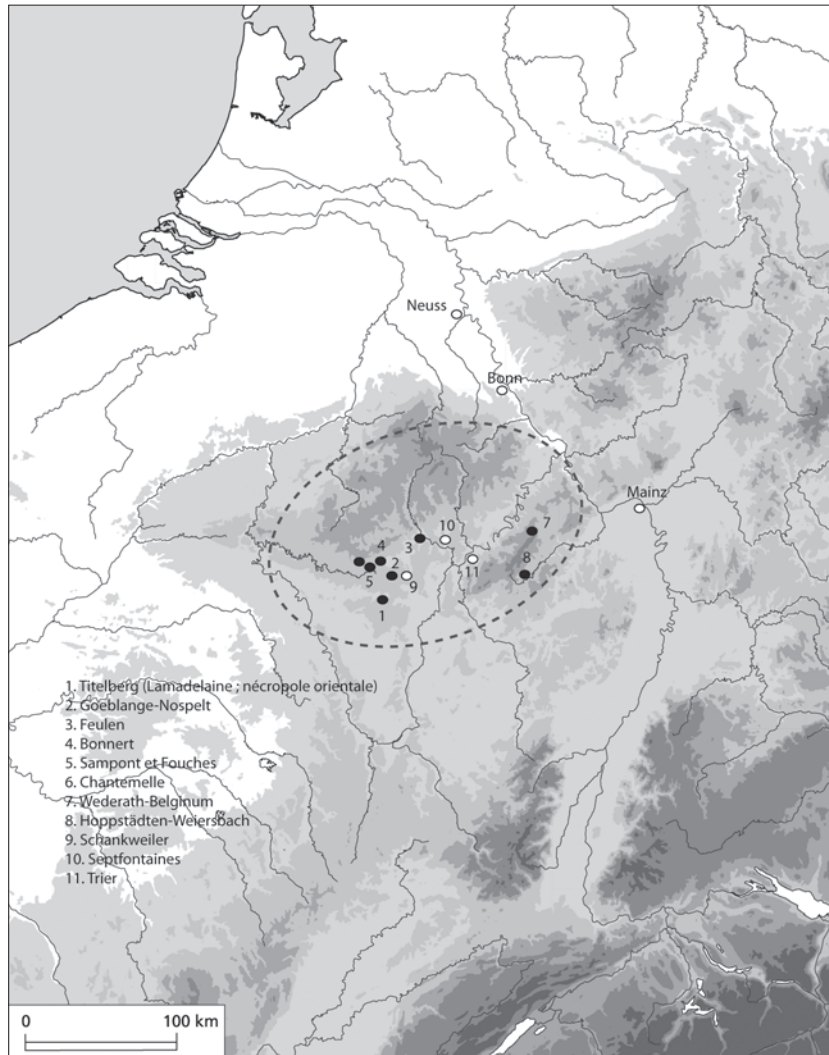 Neuss
Bonn
Mainz
7
10
4
3
8
11
2
5
9
1
1. Titelberg (Lamadelaine ; nécropole orientale)
2. Goeblange-Nospelt
3. Feulen
4. Bonnert
5. Sampont et Fouches
6. Chantemelle
7. Wederath-Belginum
8. Hoppstädten-Weiersbach
9. Schankweiler
10. Septfontaines
11. Trier
0 100 km